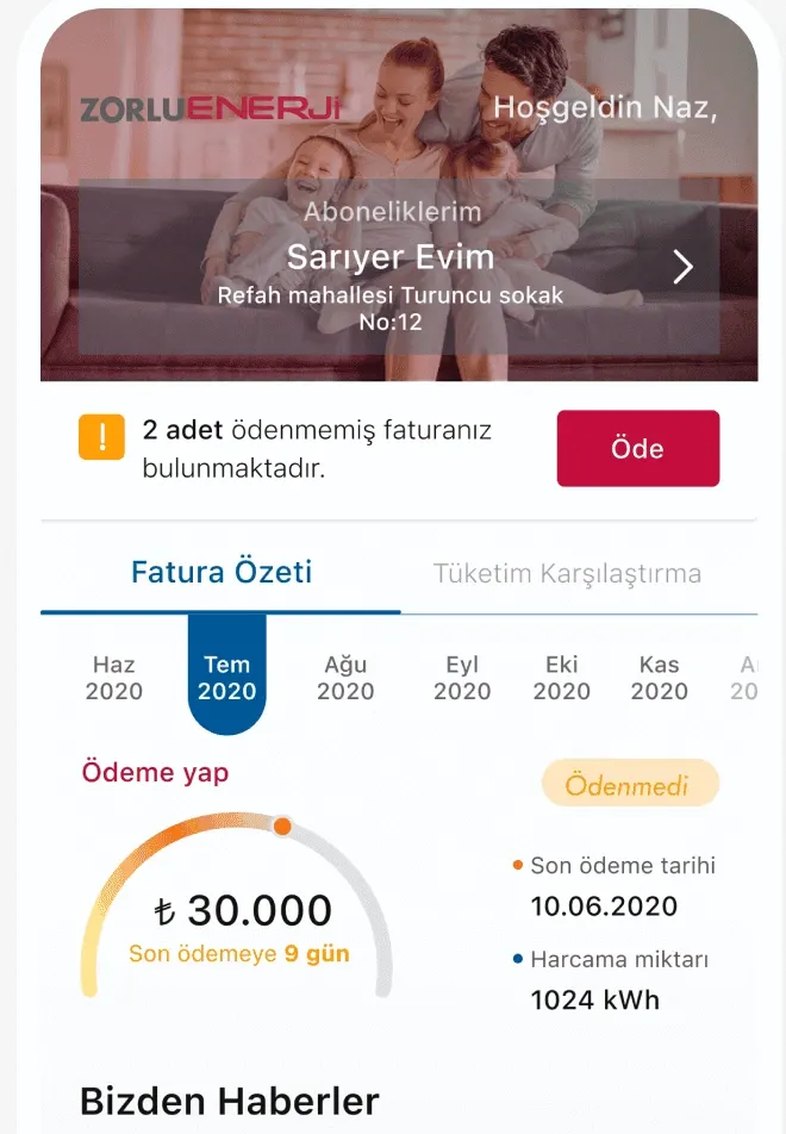 ZORLUENERJİ
Hoşgeldin Naz,
Aboneliklerim
Sarıyer Evim
Refah mahallesi Turuncu sokak
No:12
2 adet ödenmemiş faturanız
bulunmaktadır.
Öde
Fatura Özeti
Tüketim Karşılaştırma
Haz 2020
Tem 2020
Ağu 2020
Eyl 2020
Eki 2020
Kas 2020
Ödeme yap
Ödenmedi
₺ 30.000
Son ödemeye 9 gün
Son ödeme tarihi
10.06.2020
Harcama miktarı
1024 kWh
Bizden Haberler